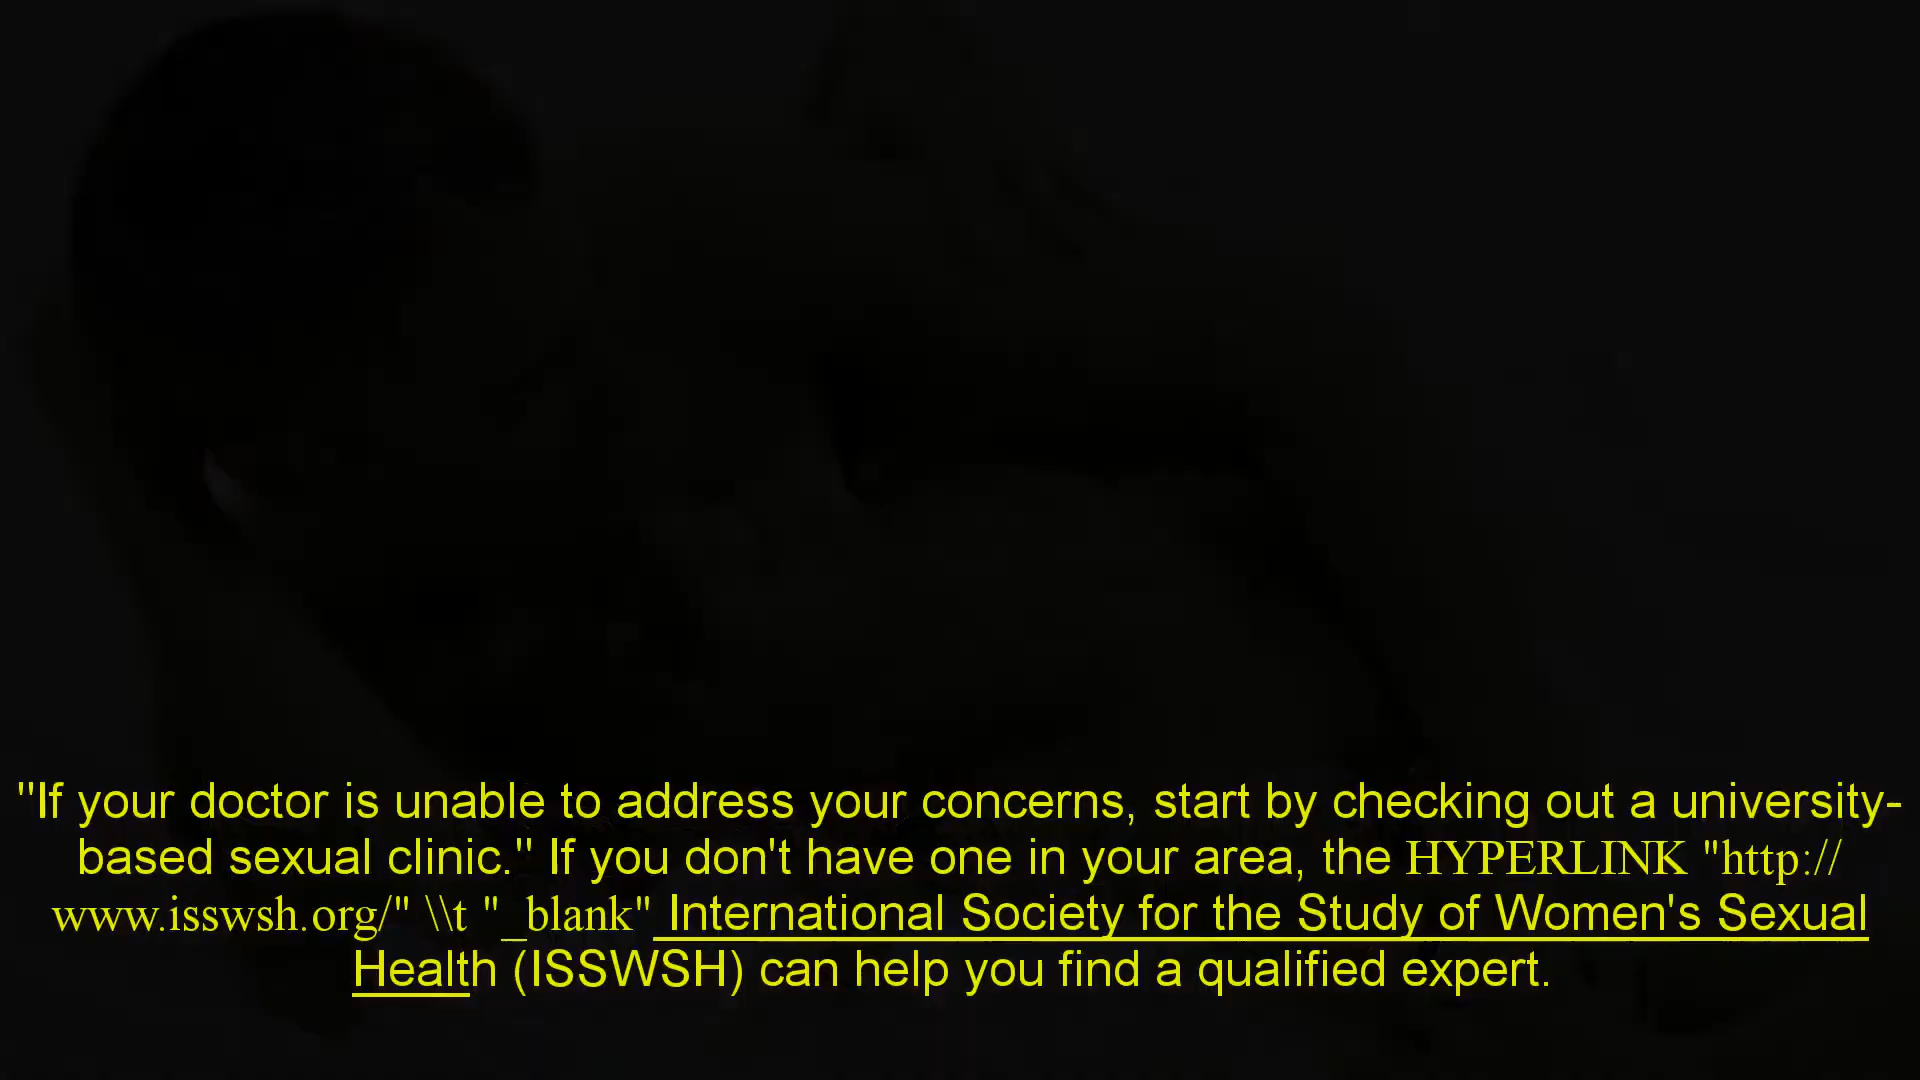 "If your doctor is unable to address your concerns, start by checking out a university-
based sexual clinic." If you don't have one in your area, the HYPERLINK "http://
www.isswsh.org/" \\t "_blank" International Society for the Study of Women's Sexual
Health (ISSWSH) can help you find a qualified expert.